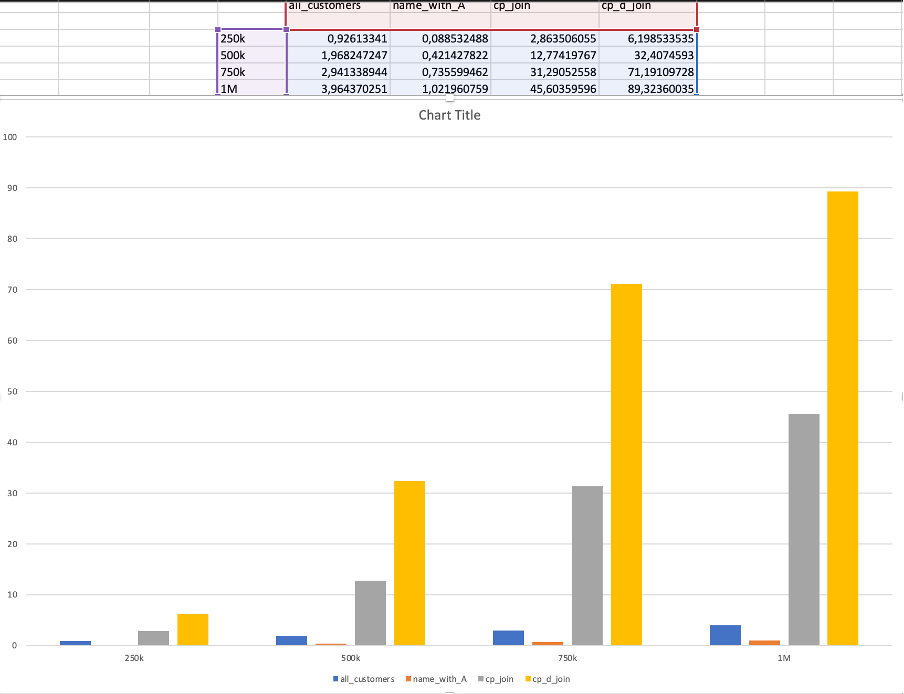 all_customers name_with_A cp_join cp_d_join
250k 0,92613341 0,088532488 2,863506055 6,198533535
500k 1,968247247 0,421427822 12,77419767 32,4074593
750k 2,941338944 0,735599462 31,29052558 71,19109728
1M 3,964370251 1,021960759 45,60359596 89,32360035
Chart Title
100
90
80
70
60
50
40
30
20
10
0
250k 500k 750k 1M
all_customers name_with_A cp_join cp_d_join